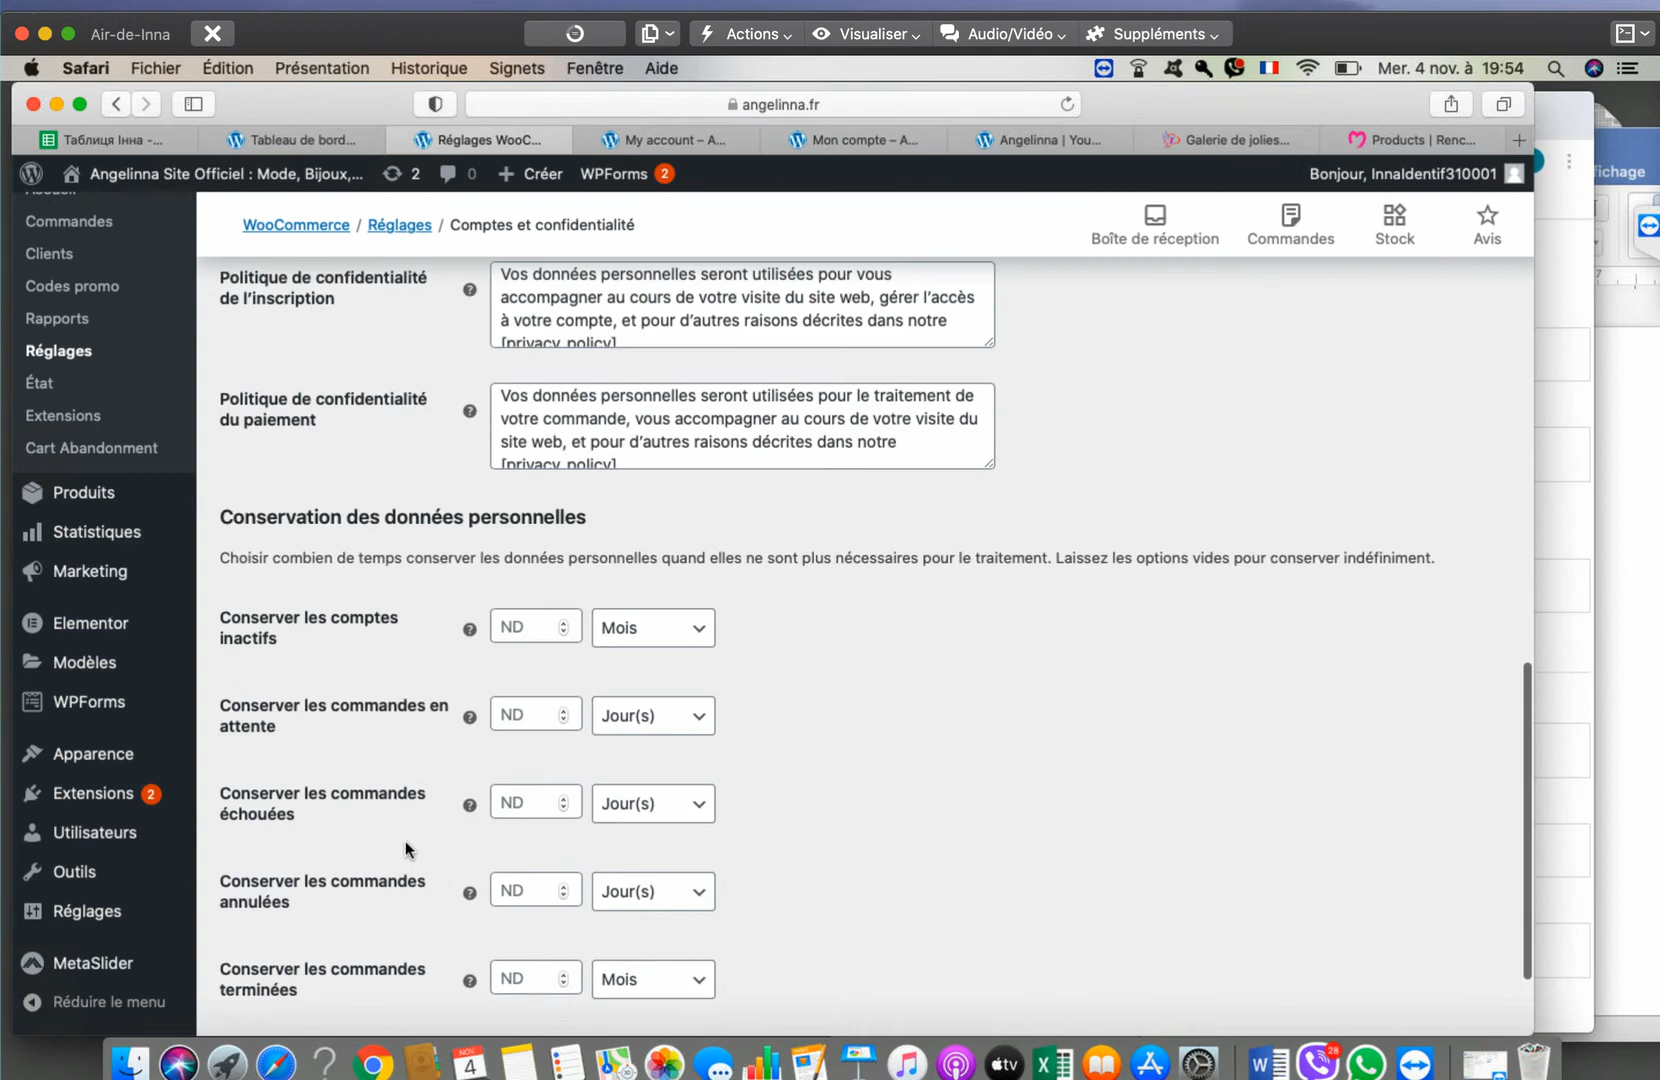 Air-de-Inna
Actions
Visualiser
Audio/Vidéo
Suppléments
Safari Fichier Édition Présentation Historique Signets Fenêtre Aide
Mer. 4 nov. à 19:54
angelinna.fr
Таблиця Інна -...
Tableau de bord...
Réglages WooC...
My account – A...
Mon compte – A...
Angelinna | You...
Galerie de jolies...
Products | Renc...
Angelinna Site Officiel : Mode, Bijoux,...
2
0
Créer
WPForms 2
Bonjour, InnaIdentif310001
fichage
Accueil
Commandes
Clients
Codes promo
Rapports
Réglages
État
Extensions
Cart Abandonment
Produits
Statistiques
Marketing
Elementor
Modèles
WPForms
Apparence
Extensions 2
Utilisateurs
Outils
Réglages
MetaSlider
Réduire le menu
WooCommerce / Réglages / Comptes et confidentialité
Boîte de réception
Commandes
Stock
Avis
Politique de confidentialité
de l’inscription
Vos données personnelles seront utilisées pour vous
accompagner au cours de votre visite du site web, gérer l’accès
à votre compte, et pour d’autres raisons décrites dans notre
[privacy_policy]
Politique de confidentialité
du paiement
Vos données personnelles seront utilisées pour le traitement de
votre commande, vous accompagner au cours de votre visite du
site web, et pour d’autres raisons décrites dans notre
[privacy_policy]
Conservation des données personnelles
Choisir combien de temps conserver les données personnelles quand elles ne sont plus nécessaires pour le traitement. Laissez les options vides pour conserver indéfiniment.
Conserver les comptes
inactifs
ND
Mois
Conserver les commandes en
attente
ND
Jour(s)
Conserver les commandes
échouées
ND
Jour(s)
Conserver les commandes
annulées
ND
Jour(s)
Conserver les commandes
terminées
ND
Mois
NOV
4
tv
28